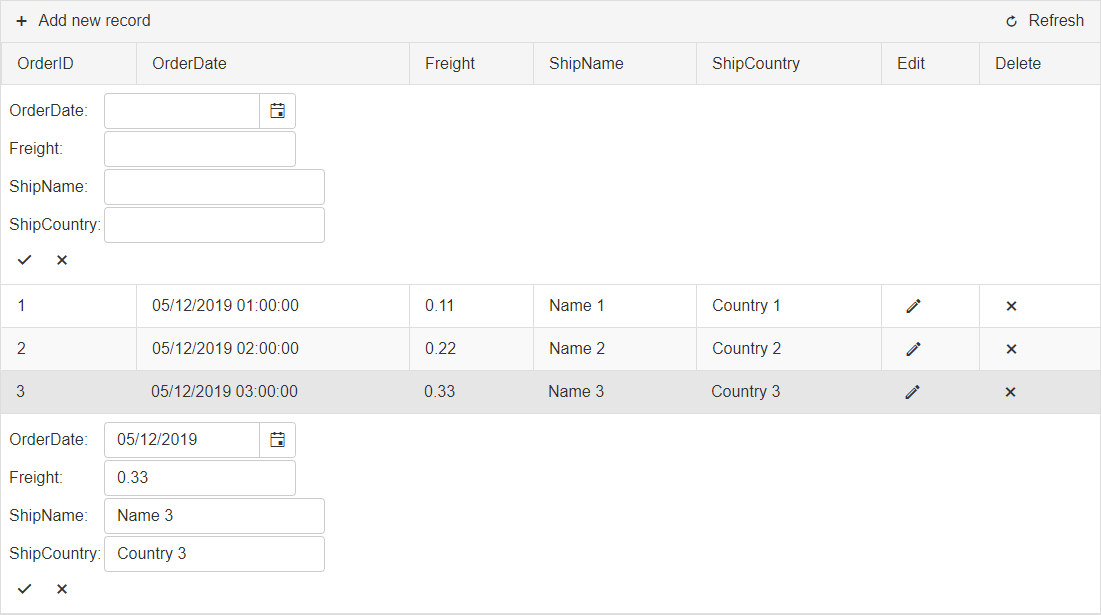 Add new record Refresh
OrderID OrderDate Freight ShipName ShipCountry Edit Delete
OrderDate:
Freight:
ShipName:
ShipCountry:
1 05/12/2019 01:00:00 0.11 Name 1 Country 1
2 05/12/2019 02:00:00 0.22 Name 2 Country 2
3 05/12/2019 03:00:00 0.33 Name 3 Country 3
OrderDate: 05/12/2019
Freight: 0.33
ShipName: Name 3
ShipCountry: Country 3